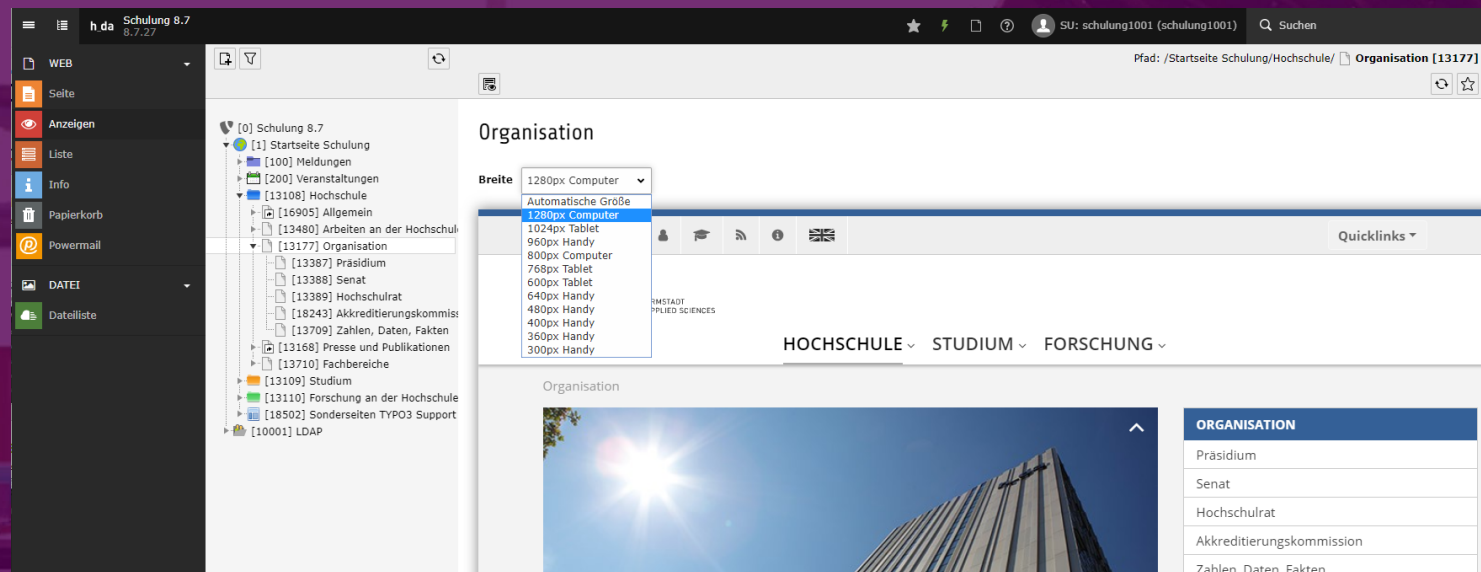 h_da Schulung 8.7
8.7.27
SU: schulung1001 (schulung1001)
Suchen
WEB
Seite
Anzeigen
Liste
Info
Papierkorb
Powermail
DATEI
Dateiliste
[0] Schulung 8.7
[1] Startseite Schulung
[100] Meldungen
[200] Veranstaltungen
[13108] Hochschule
[16905] Allgemein
[13480] Arbeiten an der Hochschul
[13177] Organisation
[13387] Präsidium
[13388] Senat
[13389] Hochschulrat
[18243] Akkreditierungskommiss
[13709] Zahlen, Daten, Fakten
[13168] Presse und Publikationen
[13710] Fachbereiche
[13109] Studium
[13110] Forschung an der Hochschule
[18502] Sonderseiten TYPO3 Support
[10001] LDAP
Pfad: /Startseite Schulung/Hochschule/ Organisation [13177]
Organisation
Breite 1280px Computer
Automatische Größe
1280px Computer
1024px Tablet
960px Handy
800px Computer
768px Tablet
600px Tablet
640px Handy
480px Handy
400px Handy
360px Handy
300px Handy
Quicklinks
RMSTADT
PPLIED SCIENCES
HOCHSCHULE STUDIUM FORSCHUNG
Organisation
ORGANISATION
Präsidium
Senat
Hochschulrat
Akkreditierungskommission
Zahlen, Daten, Fakten